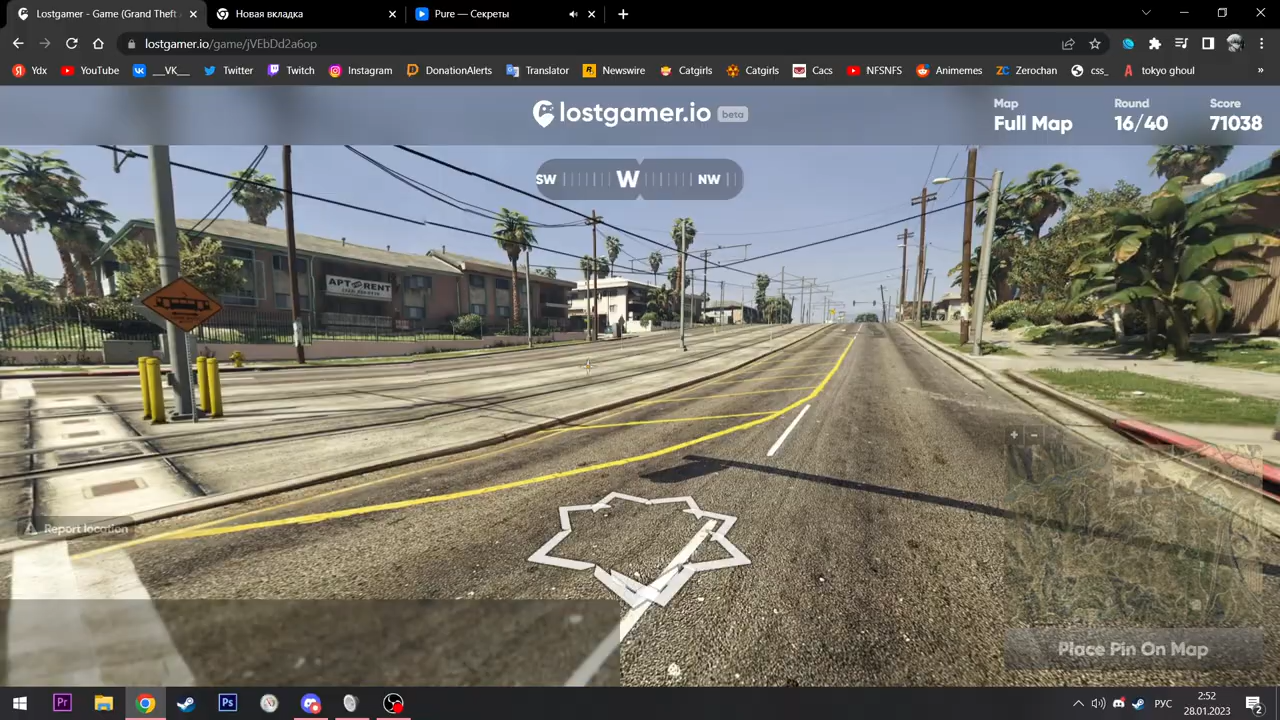 Lostgamer - Game (Grand Theft
Новая вкладка
Pure — Секреты
lostgamer.io/game/jVEbDd2a6op
Ydx
YouTube
__VK__
Twitter
Twitch
Instagram
DonationAlerts
Translator
Newswire
Catgirls
Catgirls
Cacs
NFSNFS
Animemes
Zerochan
css_
tokyo ghoul
»
lostgamer.io beta
Map
Full Map
Round
16/40
Score
71038
SW W NW
APT RENT
Report location
+ −
Place Pin On Map
РУС
2:52
28.01.2023
2